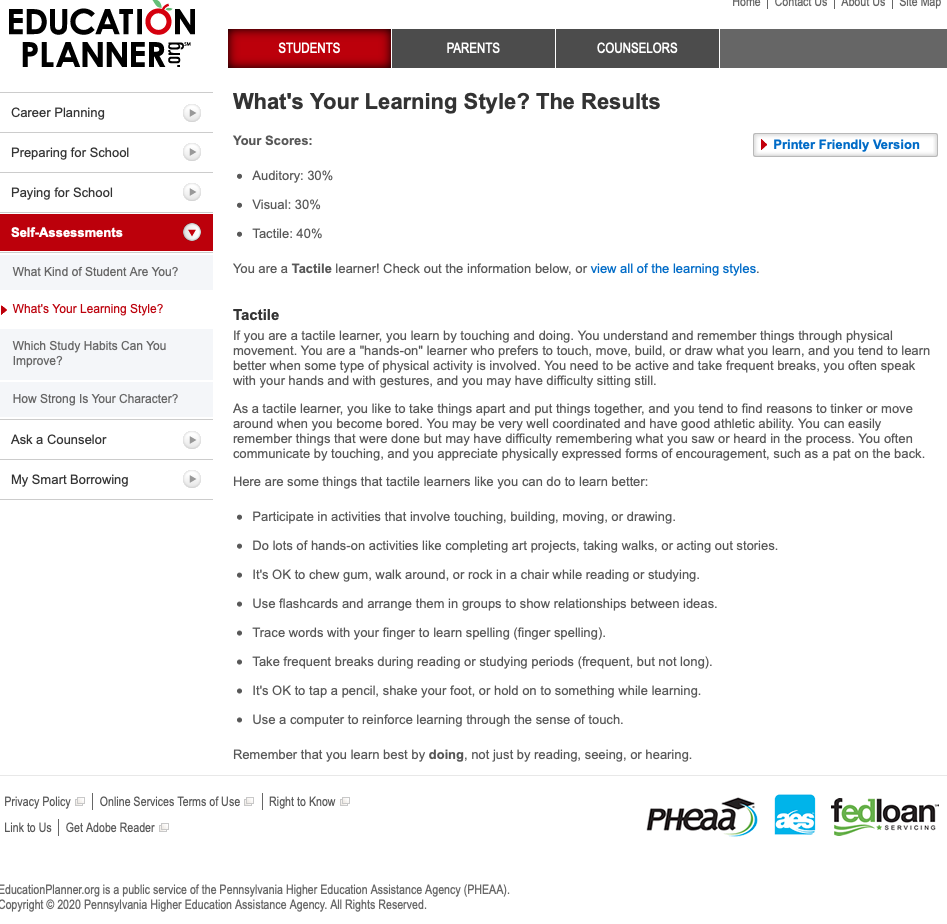 Home | Contact Us | About Us | Site Map
EDUCATION
PLANNER.org℠
STUDENTS
PARENTS
COUNSELORS
Career Planning
Preparing for School
Paying for School
Self-Assessments
What Kind of Student Are You?
What's Your Learning Style?
Which Study Habits Can You
Improve?
How Strong Is Your Character?
Ask a Counselor
My Smart Borrowing
What's Your Learning Style? The Results
Your Scores:
Printer Friendly Version
• Auditory: 30%
• Visual: 30%
• Tactile: 40%
You are a Tactile learner! Check out the information below, or view all of the learning styles.
Tactile
If you are a tactile learner, you learn by touching and doing. You understand and remember things through physical
movement. You are a "hands-on" learner who prefers to touch, move, build, or draw what you learn, and you tend to learn
better when some type of physical activity is involved. You need to be active and take frequent breaks, you often speak
with your hands and with gestures, and you may have difficulty sitting still.
As a tactile learner, you like to take things apart and put things together, and you tend to find reasons to tinker or move
around when you become bored. You may be very well coordinated and have good athletic ability. You can easily
remember things that were done but may have difficulty remembering what you saw or heard in the process. You often
communicate by touching, and you appreciate physically expressed forms of encouragement, such as a pat on the back.
Here are some things that tactile learners like you can do to learn better:
• Participate in activities that involve touching, building, moving, or drawing.
• Do lots of hands-on activities like completing art projects, taking walks, or acting out stories.
• It's OK to chew gum, walk around, or rock in a chair while reading or studying.
• Use flashcards and arrange them in groups to show relationships between ideas.
• Trace words with your finger to learn spelling (finger spelling).
• Take frequent breaks during reading or studying periods (frequent, but not long).
• It's OK to tap a pencil, shake your foot, or hold on to something while learning.
• Use a computer to reinforce learning through the sense of touch.
Remember that you learn best by doing, not just by reading, seeing, or hearing.
Privacy Policy | Online Services Terms of Use | Right to Know
Link to Us | Get Adobe Reader
PHEAA
aes
fedloan™
SERVICING
EducationPlanner.org is a public service of the Pennsylvania Higher Education Assistance Agency (PHEAA).
Copyright © 2020 Pennsylvania Higher Education Assistance Agency. All Rights Reserved.